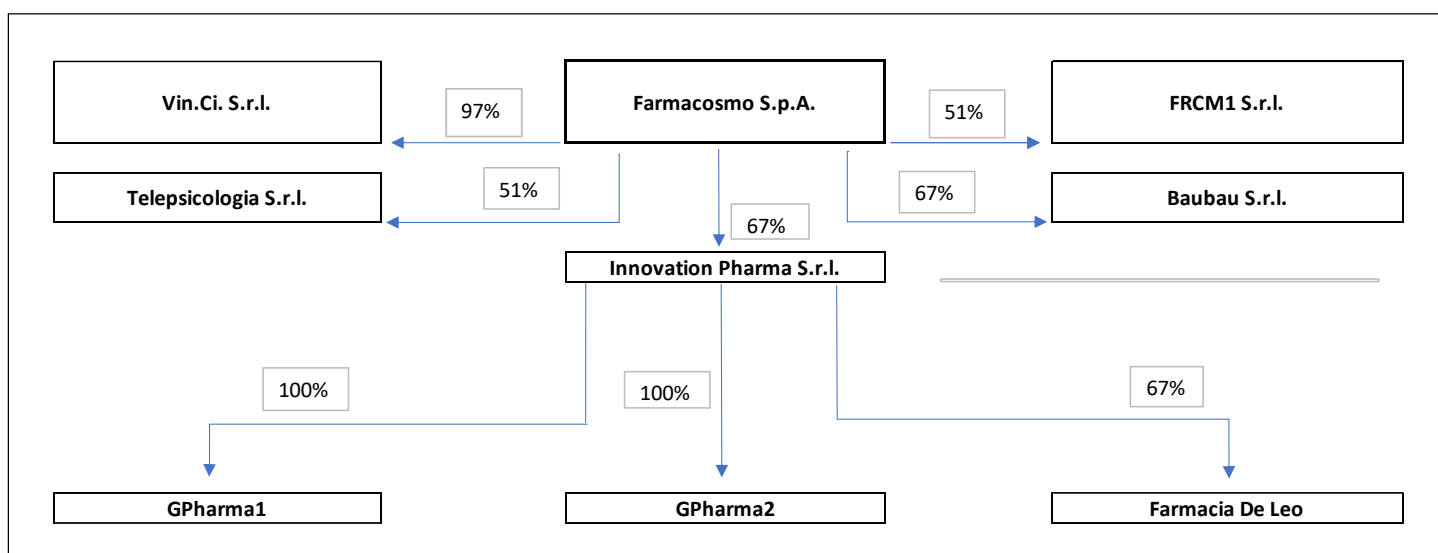 Vin.Ci. S.r.l.
97%
Farmacosmo S.p.A.
51%
FRCM1 S.r.l.
Telepsicologia S.r.l.
51%
67%
Baubau S.r.l.
67%
Innovation Pharma S.r.l.
100%
100%
67%
GPharma1
GPharma2
Farmacia De Leo